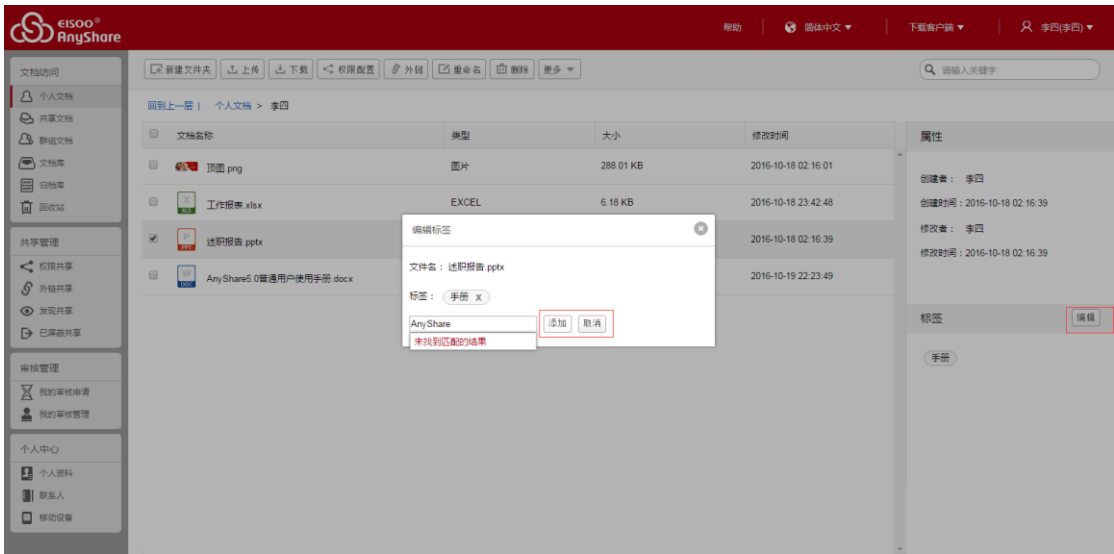 EISOO®
AnyShare
帮助
简体中文 ▼
下载客户端 ▼
李四(李四) ▼
文档访问
个人文档
共享文档
群组文档
文档库
归档库
回收站
共享管理
权限共享
外链共享
发现共享
已屏蔽共享
审核管理
我的审核申请
我的审核管理
个人中心
个人资料
联系人
移动设备
新建文件夹 上传 下载 权限配置 外链 重命名 删除 更多 ▼
请输入关键字
回到上一层 | 个人文档 > 李四
文档名称 类型 大小 修改时间
顶图.png 图片 288.01 KB 2016-10-18 02:16:01
工作报表.xlsx EXCEL 6.18 KB 2016-10-18 23:42:48
述职报告.pptx 2016-10-18 02:16:39
AnyShare5.0普通用户使用手册.docx 2016-10-19 22:23:49
编辑标签
文件名： 述职报告.pptx
标签： 手册 x
AnyShare 添加 取消
未找到匹配的结果
属性
创建者： 李四
创建时间：2016-10-18 02:16:39
修改者： 李四
修改时间：2016-10-18 02:16:39
标签 编辑
手册